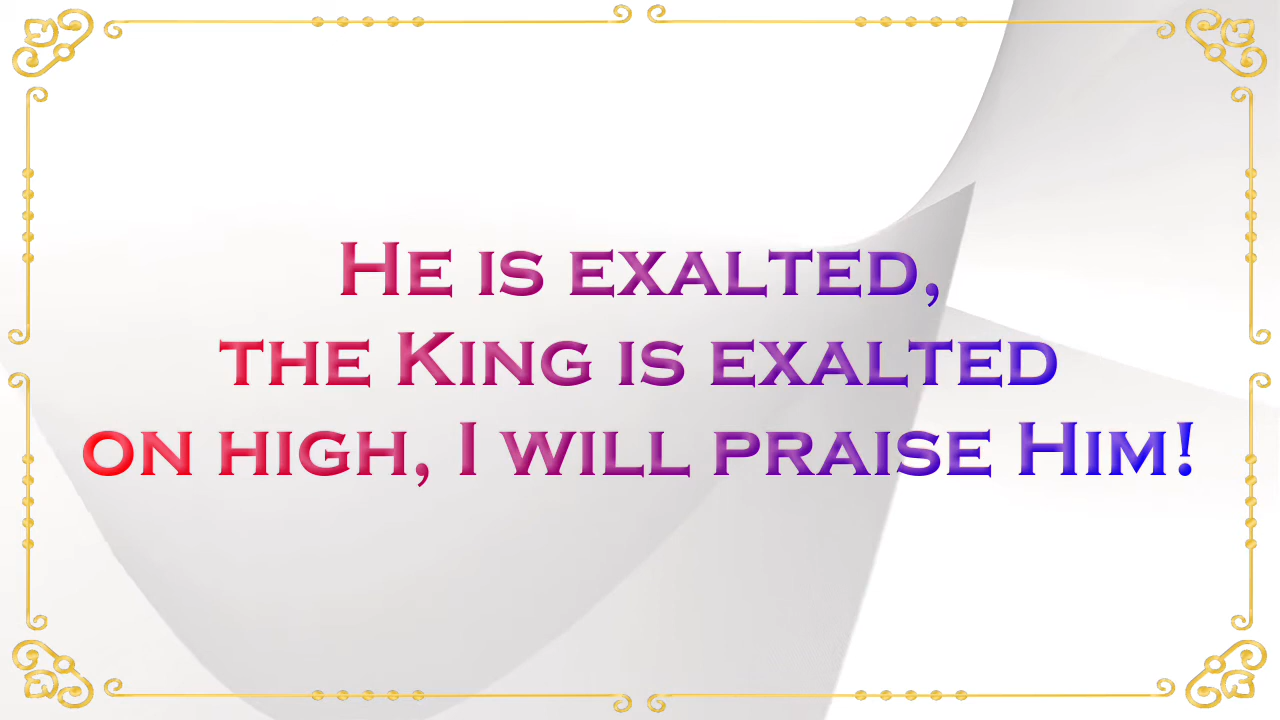 He is exalted,
the King is exalted
on high, I will praise Him!